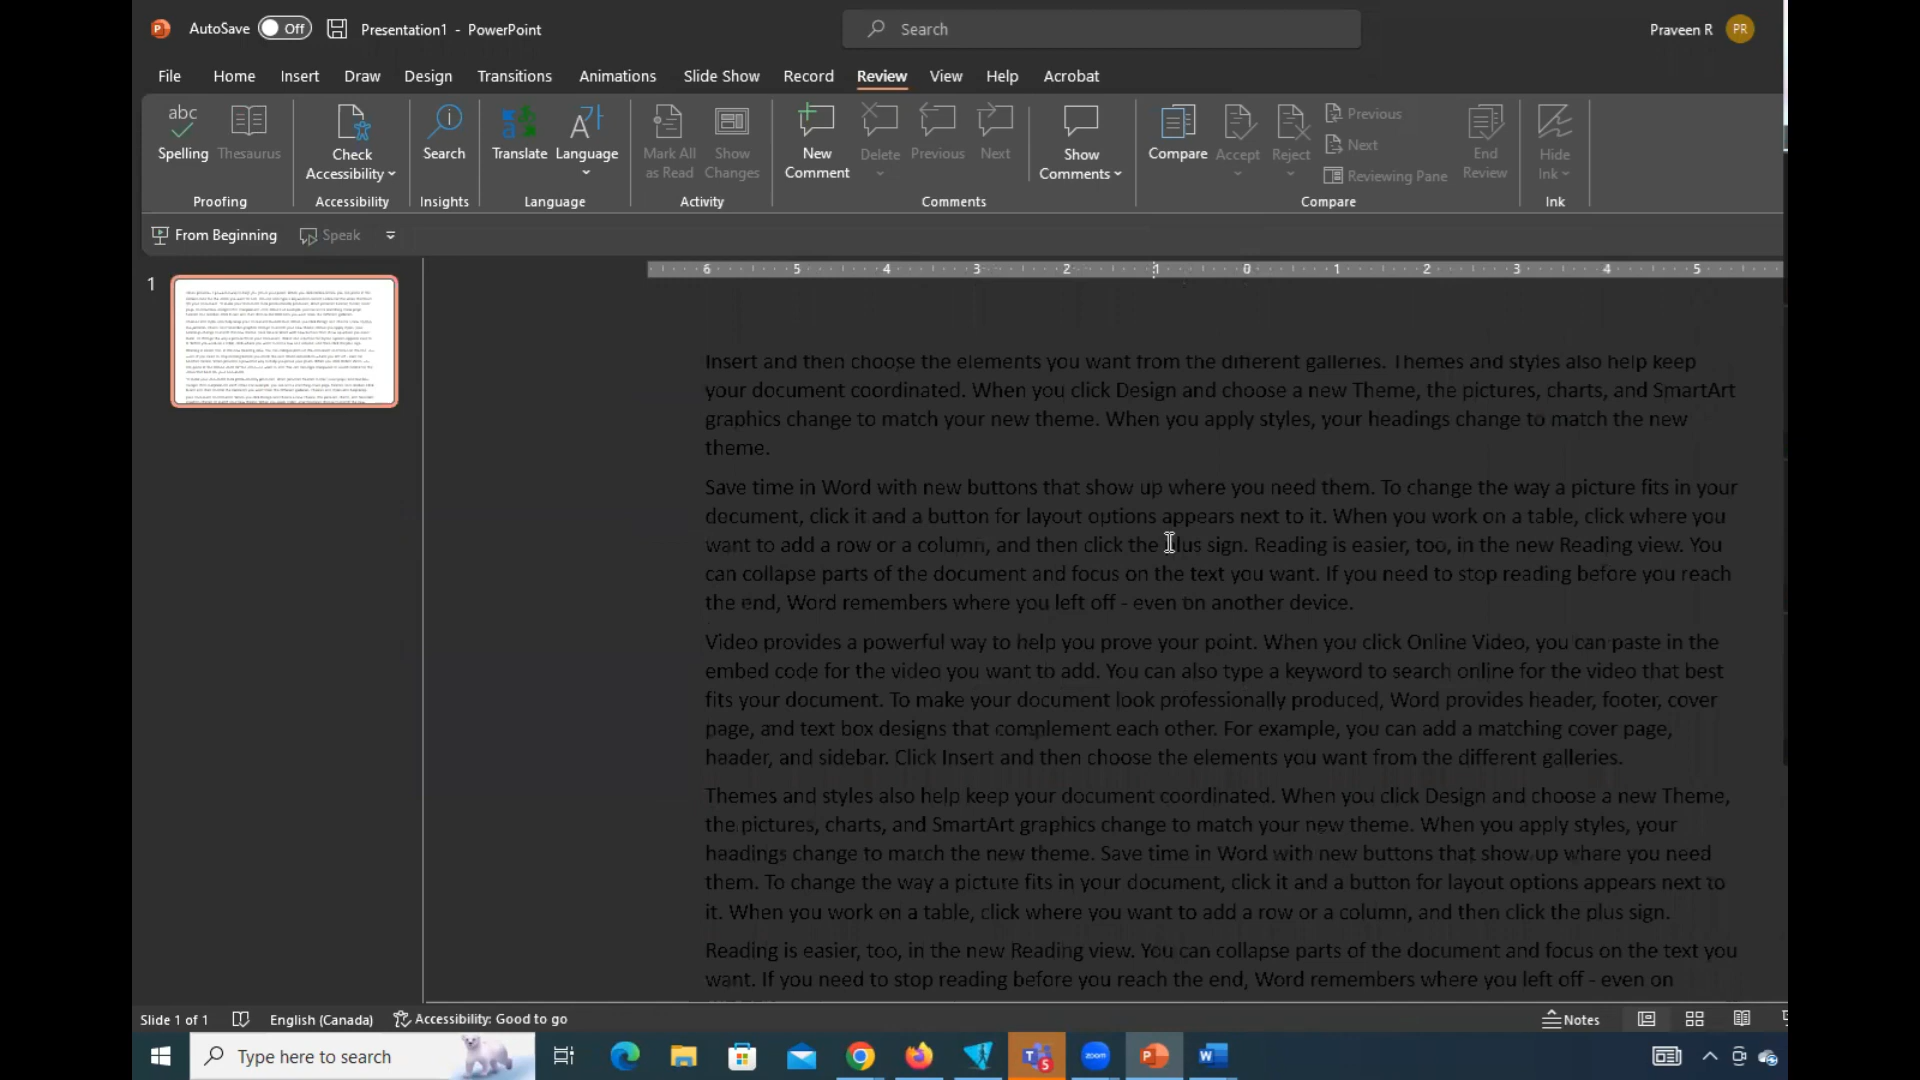 AutoSave Off Presentation1 - PowerPoint Search Praveen R PR
File Home Insert Draw Design Transitions Animations Slide Show Record Review View Help Acrobat
abc
Spelling Thesaurus
Proofing
Check
Accessibility
Accessibility
Search
Insights
Translate Language
Language
Mark All
as Read
Show
Changes
Activity
New
Comment
Delete Previous Next
Show
Comments
Comments
Compare Accept Reject
Previous
Next
Reviewing Pane
End
Review
Compare
Hide
Ink
Ink
From Beginning Speak
6 5 4 3 2 1 0 1 2 3 4 5
1
Insert and then choose the elements you want from the different galleries. Themes and styles also help keep
your document coordinated. When you click Design and choose a new Theme, the pictures, charts, and SmartArt
graphics change to match your new theme. When you apply styles, your headings change to match the new
theme.
Save time in Word with new buttons that show up where you need them. To change the way a picture fits in your
document, click it and a button for layout options appears next to it. When you work on a table, click where you
want to add a row or a column, and then click the plus sign. Reading is easier, too, in the new Reading view. You
can collapse parts of the document and focus on the text you want. If you need to stop reading before you reach
the end, Word remembers where you left off - even on another device.
Video provides a powerful way to help you prove your point. When you click Online Video, you can paste in the
embed code for the video you want to add. You can also type a keyword to search online for the video that best
fits your document. To make your document look professionally produced, Word provides header, footer, cover
page, and text box designs that complement each other. For example, you can add a matching cover page,
header, and sidebar. Click Insert and then choose the elements you want from the different galleries.
Themes and styles also help keep your document coordinated. When you click Design and choose a new Theme,
the pictures, charts, and SmartArt graphics change to match your new theme. When you apply styles, your
headings change to match the new theme. Save time in Word with new buttons that show up where you need
them. To change the way a picture fits in your document, click it and a button for layout options appears next to
it. When you work on a table, click where you want to add a row or a column, and then click the plus sign.
Reading is easier, too, in the new Reading view. You can collapse parts of the document and focus on the text you
want. If you need to stop reading before you reach the end, Word remembers where you left off - even on
Slide 1 of 1 English (Canada) Accessibility: Good to go Notes
Type here to search zoom